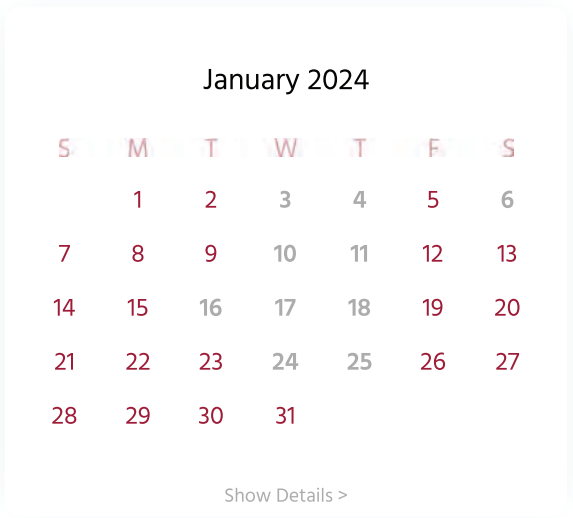 January 2024
S M T W T F S
1 2 3 4 5 6
7 8 9 10 11 12 13
14 15 16 17 18 19 20
21 22 23 24 25 26 27
28 29 30 31
Show Details >